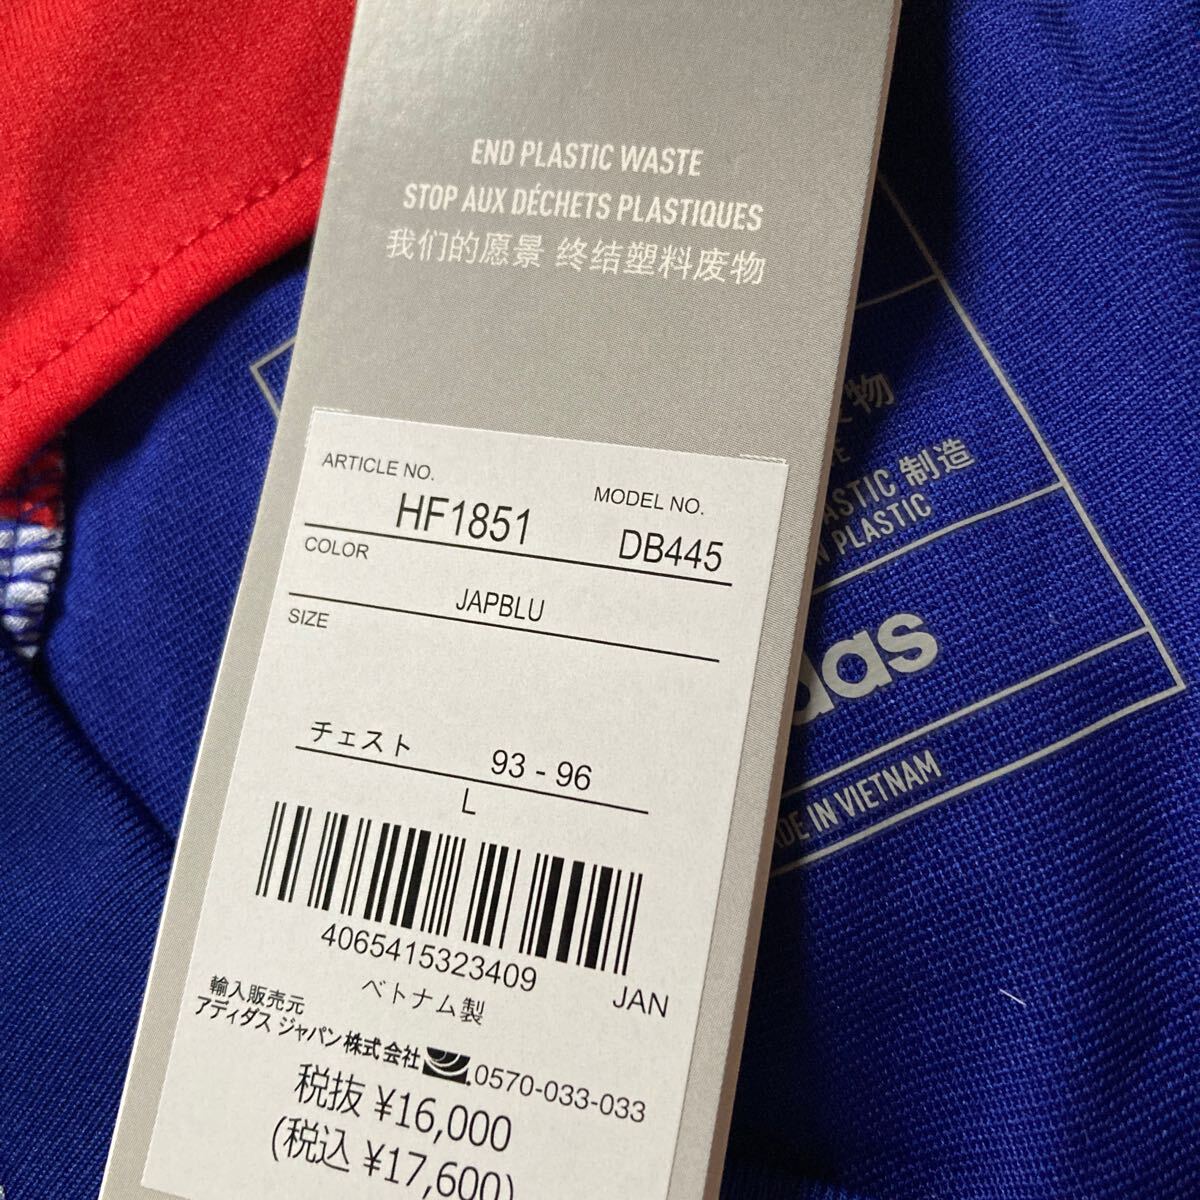 END PLASTIC WASTE
STOP AUX DÉCHETS PLASTIQUES
我们的愿景 终结塑料废物
ARTICLE NO.
HF1851
MODEL NO.
DB445
COLOR
JAPBLU
SIZE
チェスト 93 - 96
L
4065415323409
JAN
ベトナム製
輸入販売元
アディダス ジャパン株式会社
0570-033-033
税抜 ¥16,000
(税込 ¥17,600)
物
制造
PLASTIC
IN VIETNAM